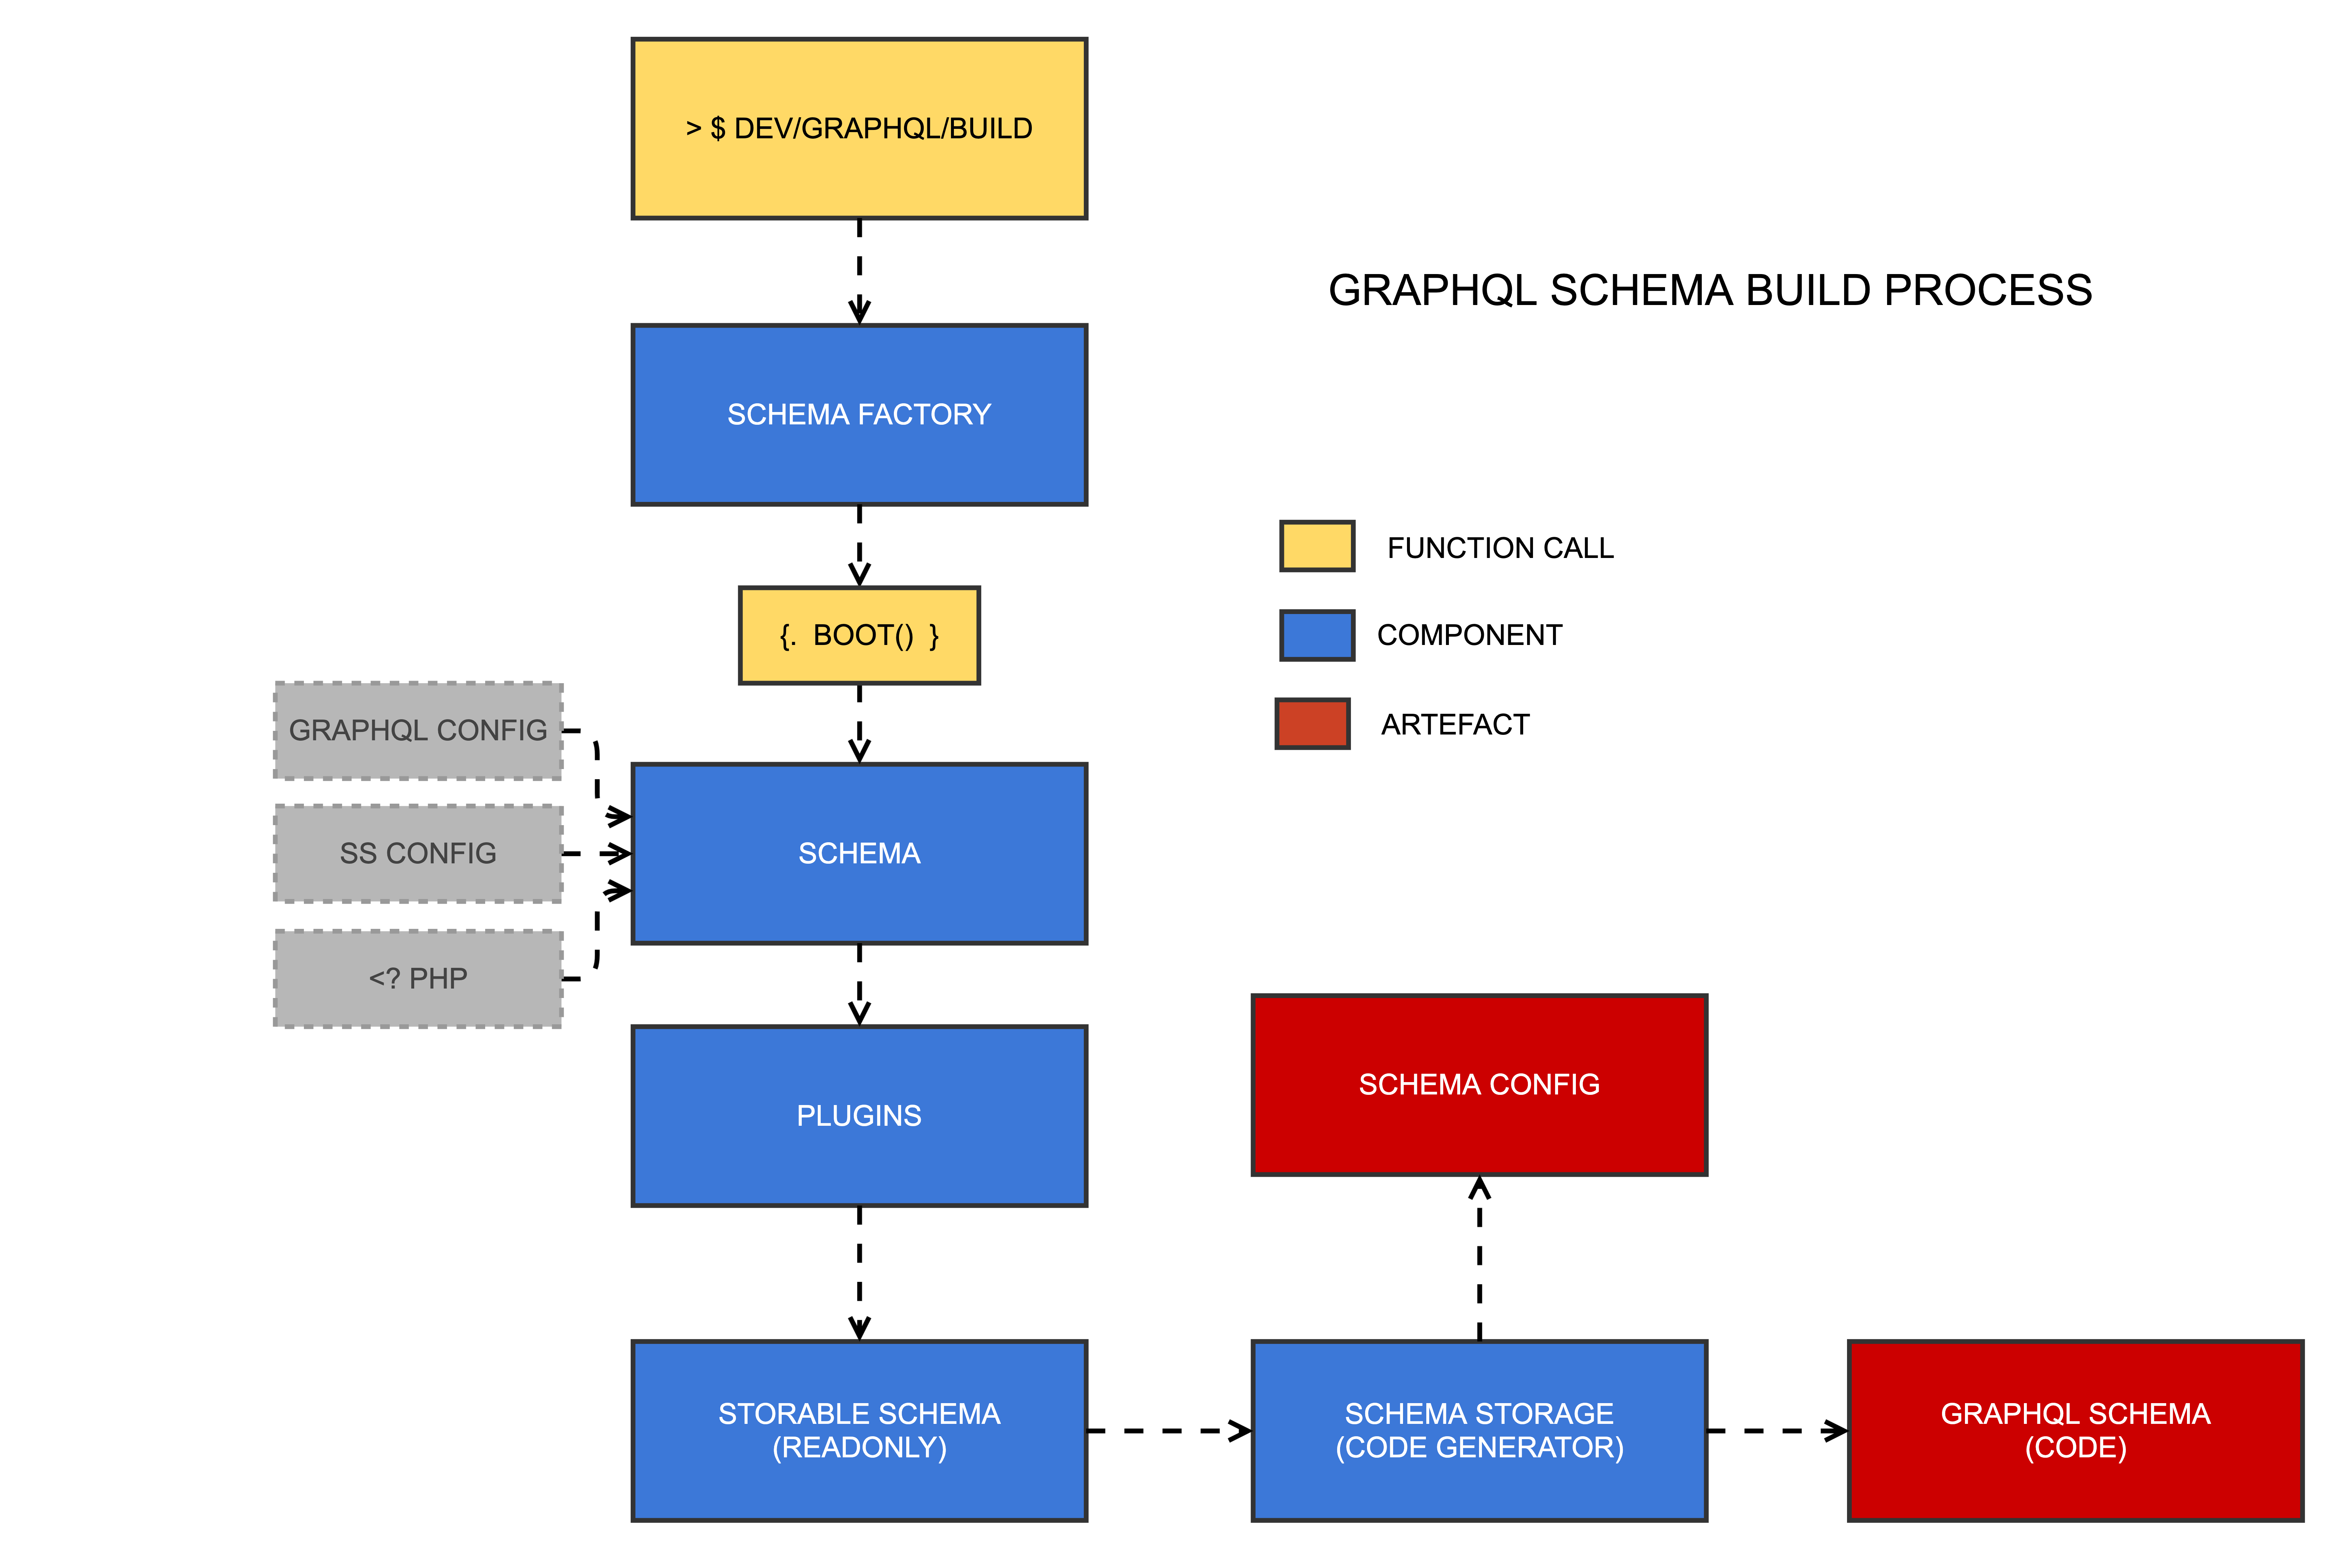 > $ DEV/GRAPHQL/BUILD
GRAPHQL SCHEMA BUILD PROCESS
SCHEMA FACTORY
FUNCTION CALL
{. BOOT() }
COMPONENT
ARTEFACT
GRAPHQL CONFIG
SS CONFIG
<? PHP
SCHEMA
PLUGINS
SCHEMA CONFIG
STORABLE SCHEMA
(READONLY)
SCHEMA STORAGE
(CODE GENERATOR)
GRAPHQL SCHEMA
(CODE)